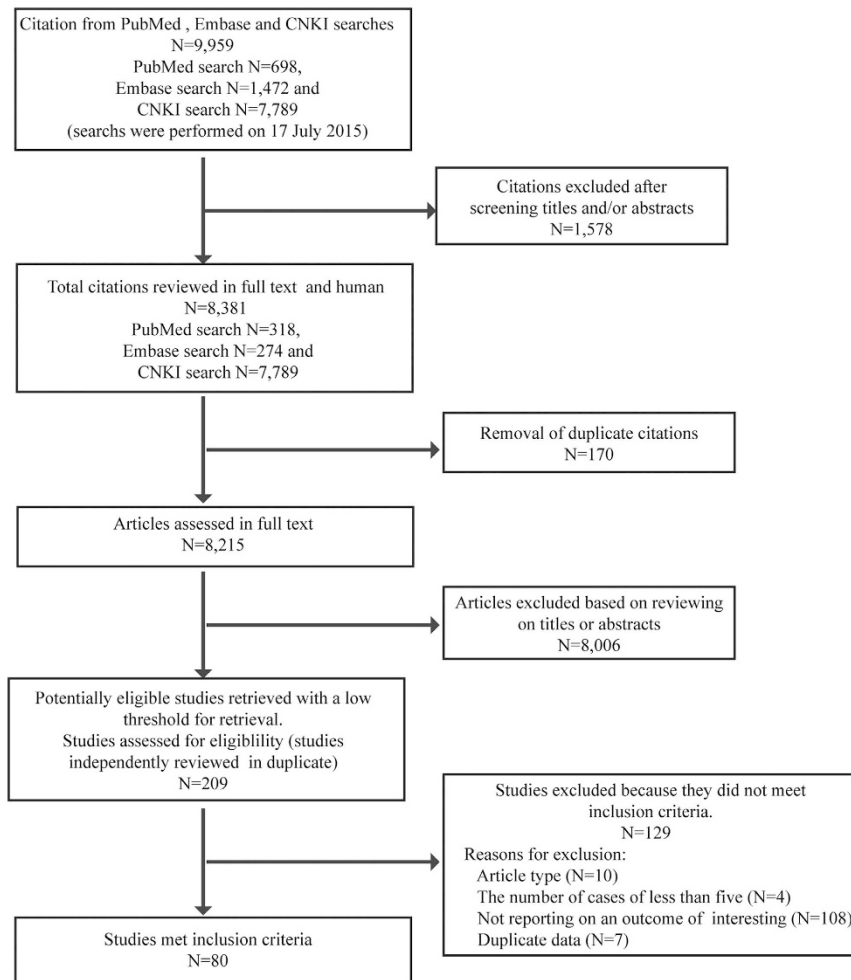 Citation from PubMed , Embase and CNKI searches
N=9,959
PubMed search N=698,
Embase search N=1,472 and
CNKI search N=7,789
(searchs were performed on 17 July 2015)
Citations excluded after
screening titles and/or abstracts
N=1,578
Total citations reviewed in full text and human
N=8,381
PubMed search N=318,
Embase search N=274 and
CNKI search N=7,789
Removal of duplicate citations
N=170
Articles assessed in full text
N=8,215
Articles excluded based on reviewing
on titles or abstracts
N=8,006
Potentially eligible studies retrieved with a low
threshold for retrieval.
Studies assessed for eligiblility (studies
independently reviewed in duplicate)
N=209
Studies excluded because they did not meet
inclusion criteria.
N=129
Reasons for exclusion:
Article type (N=10)
The number of cases of less than five (N=4)
Not reporting on an outcome of interesting (N=108)
Duplicate data (N=7)
Studies met inclusion criteria
N=80